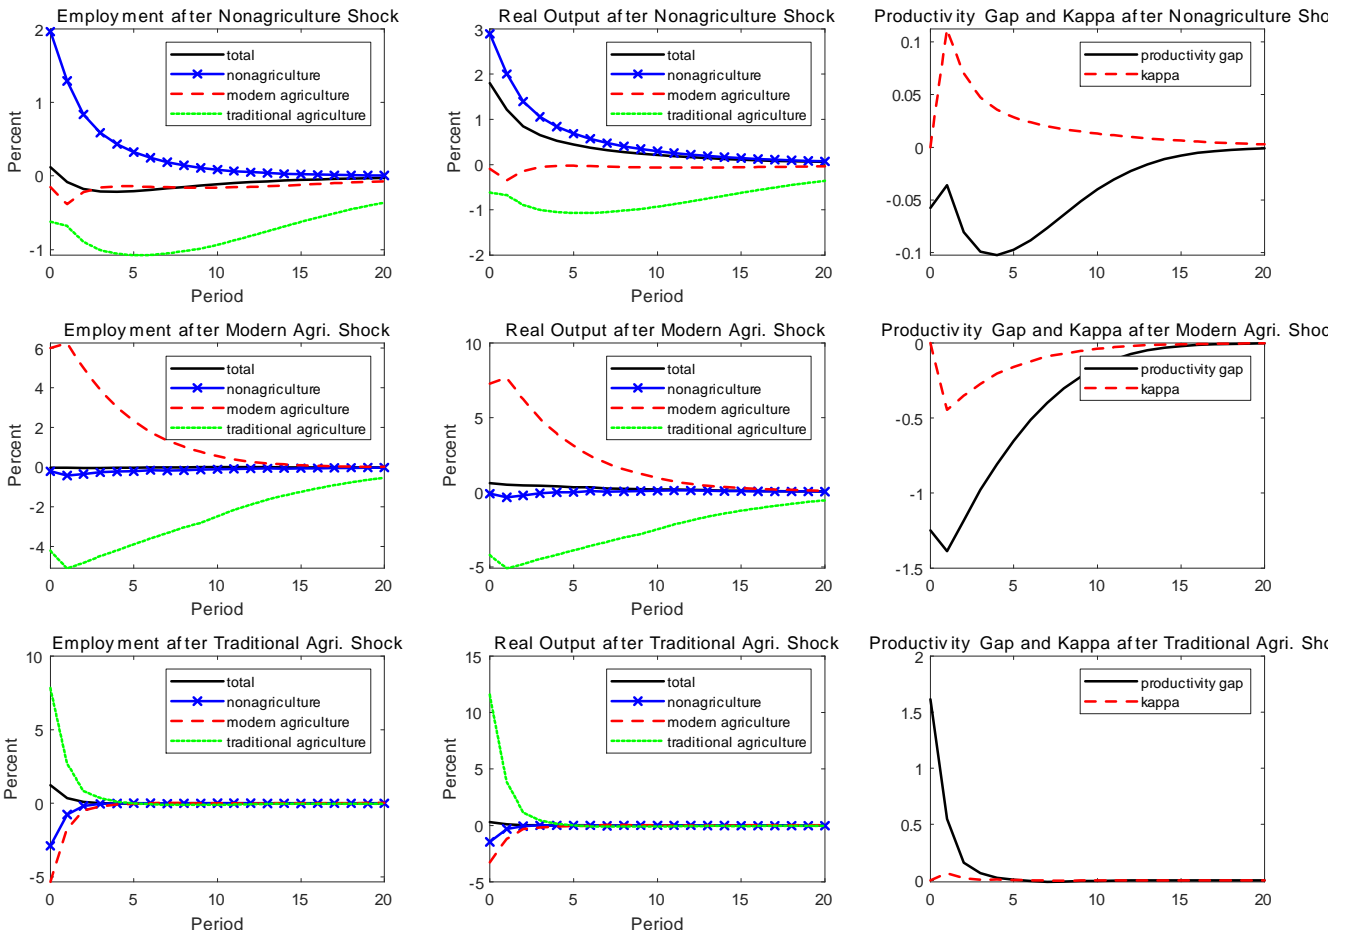 Employment after Nonagriculture Shock
2
1
0
-1
Percent
total
nonagriculture
modern agriculture
traditional agriculture
0 5 10 15 20
Period
Real Output after Nonagriculture Shock
3
2
1
0
-1
-2
Percent
total
nonagriculture
modern agriculture
traditional agriculture
0 5 10 15 20
Period
Productivity Gap and Kappa after Nonagriculture Sho
0.1
0.05
0
-0.05
-0.1
productivity gap
kappa
0 5 10 15 20
Employment after Modern Agri. Shock
6
4
2
0
-2
-4
Percent
total
nonagriculture
modern agriculture
traditional agriculture
0 5 10 15 20
Period
Real Output after Modern Agri. Shock
10
5
0
-5
Percent
total
nonagriculture
modern agriculture
traditional agriculture
0 5 10 15 20
Period
Productivity Gap and Kappa after Modern Agri. Shoc
0
-0.5
-1
-1.5
productivity gap
kappa
0 5 10 15 20
Employment after Traditional Agri. Shock
10
5
0
-5
Percent
total
nonagriculture
modern agriculture
traditional agriculture
0 5 10 15 20
Period
Real Output after Traditional Agri. Shock
15
10
5
0
-5
Percent
total
nonagriculture
modern agriculture
traditional agriculture
0 5 10 15 20
Period
Productivity Gap and Kappa after Traditional Agri. Sho
2
1.5
1
0.5
0
productivity gap
kappa
0 5 10 15 20